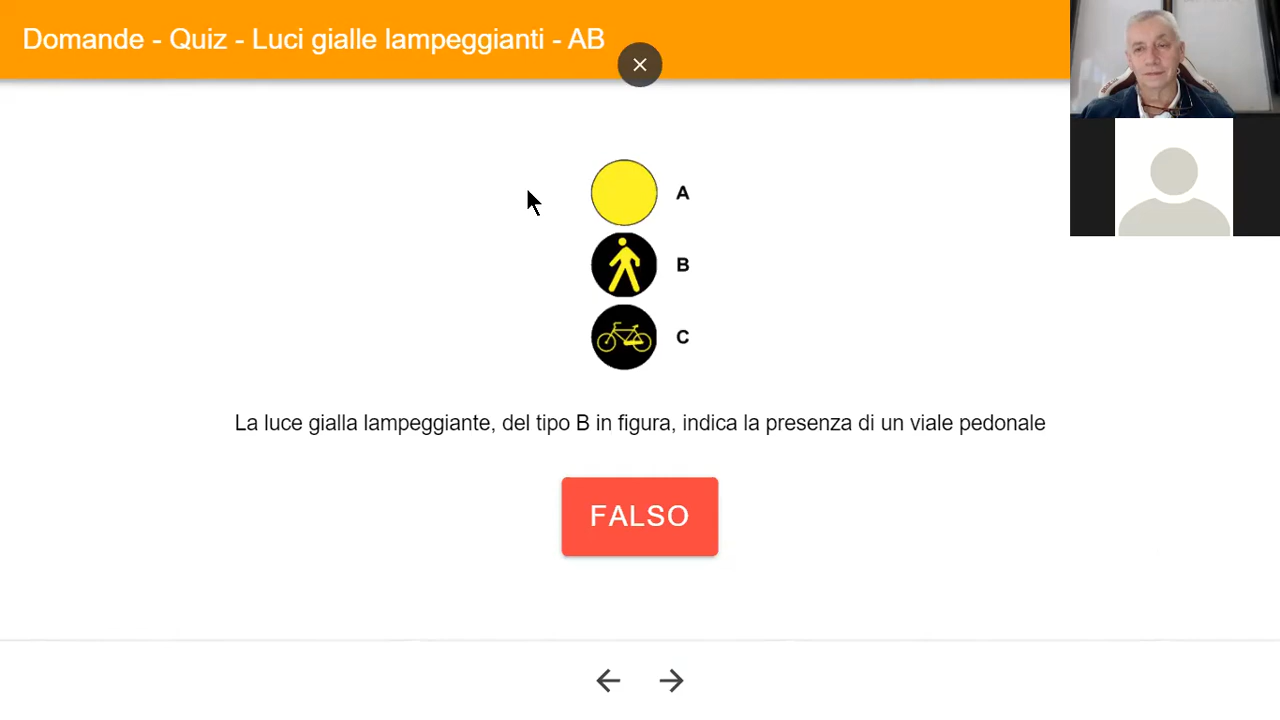 Domande - Quiz - Luci gialle lampeggianti - AB
A
B
C
La luce gialla lampeggiante, del tipo B in figura, indica la presenza di un viale pedonale
FALSO